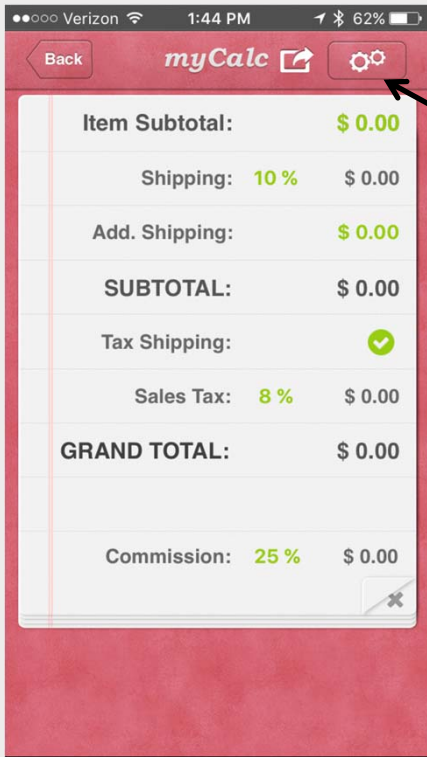 Verizon 1:44 PM 62%
Back myCalc
Item Subtotal: $ 0.00
Shipping: 10 % $ 0.00
Add. Shipping: $ 0.00
SUBTOTAL: $ 0.00
Tax Shipping:
Sales Tax: 8 % $ 0.00
GRAND TOTAL: $ 0.00
Commission: 25 % $ 0.00